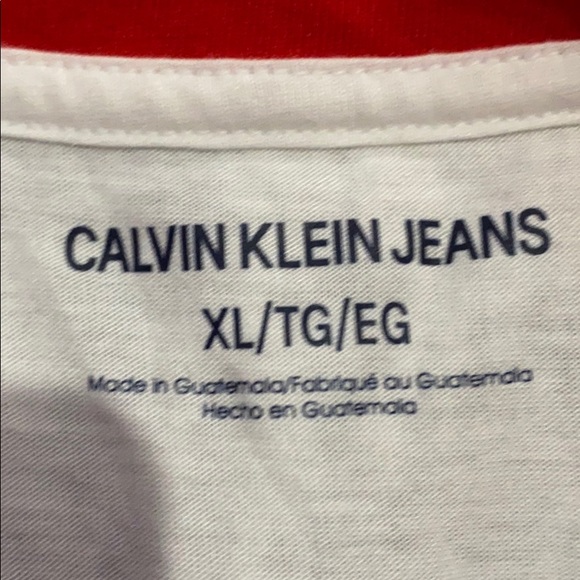 CALVIN KLEIN JEANS
XL/TG/EG
Made in Guatemala/Fabriqué au Guatemala
Hecho en Guatemala